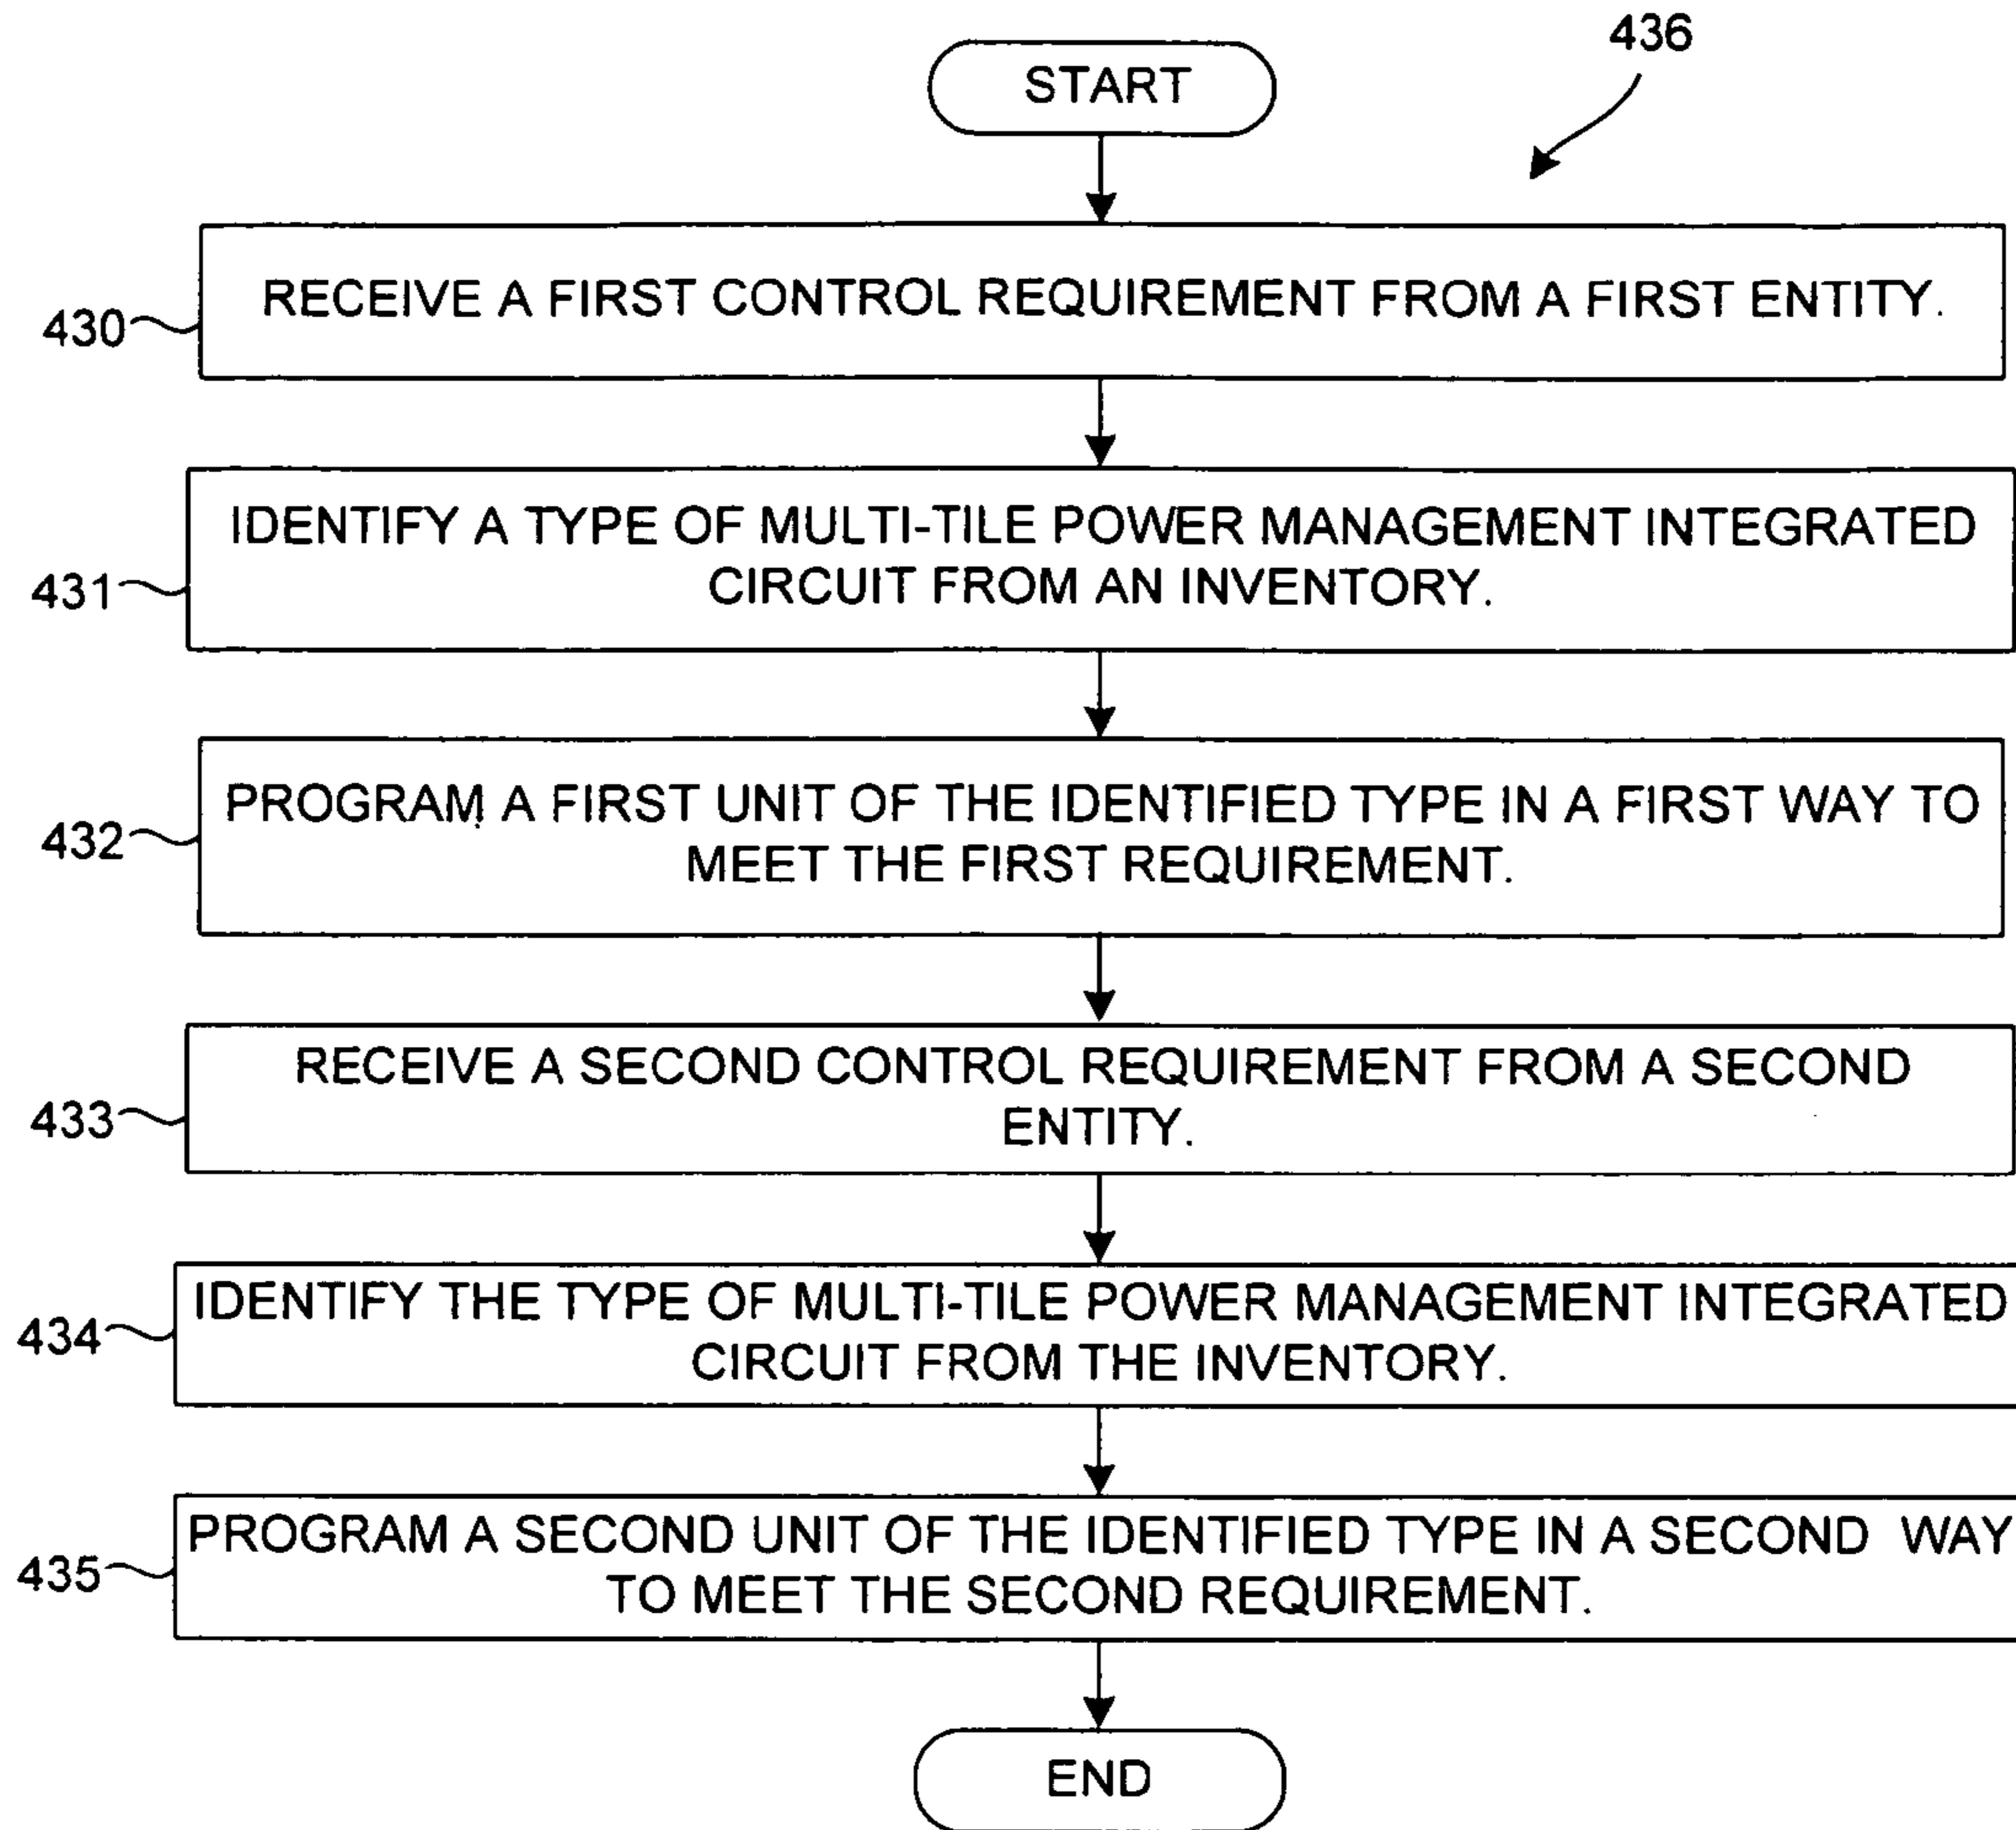 436
START
430
RECEIVE A FIRST CONTROL REQUIREMENT FROM A FIRST ENTITY.
431
IDENTIFY A TYPE OF MULTI-TILE POWER MANAGEMENT INTEGRATED
CIRCUIT FROM AN INVENTORY.
432
PROGRAM A FIRST UNIT OF THE IDENTIFIED TYPE IN A FIRST WAY TO
MEET THE FIRST REQUIREMENT.
433
RECEIVE A SECOND CONTROL REQUIREMENT FROM A SECOND
ENTITY.
434
IDENTIFY THE TYPE OF MULTI-TILE POWER MANAGEMENT INTEGRATED
CIRCUIT FROM THE INVENTORY.
435
PROGRAM A SECOND UNIT OF THE IDENTIFIED TYPE IN A SECOND WAY
TO MEET THE SECOND REQUIREMENT.
END